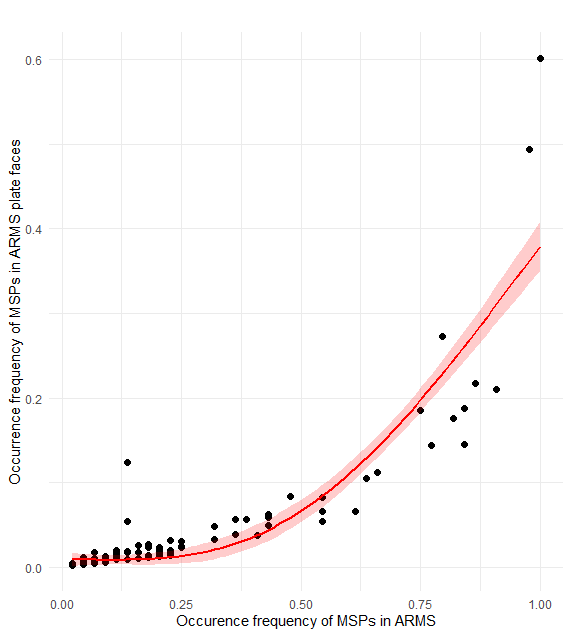 Occurrence frequency of MSPs in ARMS plate faces
0.6
0.4
0.2
0.0
0.00 0.25 0.50 0.75 1.00
Occurence frequency of MSPs in ARMS